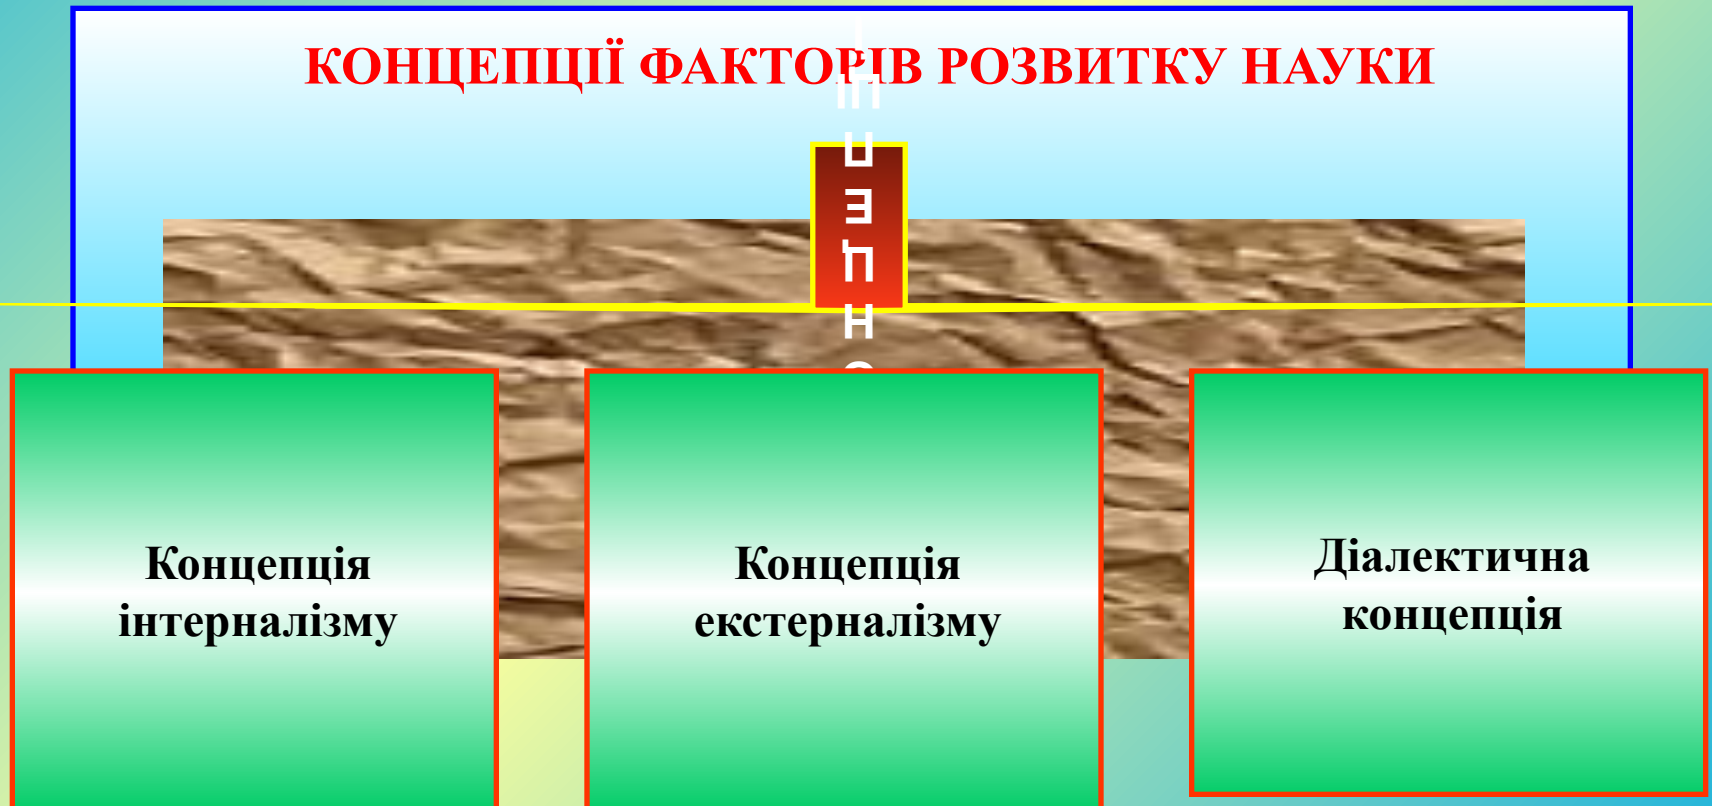 КОНЦЕПЦІЇ ФАКТОРІВ РОЗВИТКУ НАУКИ
Концепція
інтерналізму
Концепція
екстерналізму
Діалектична
концепція